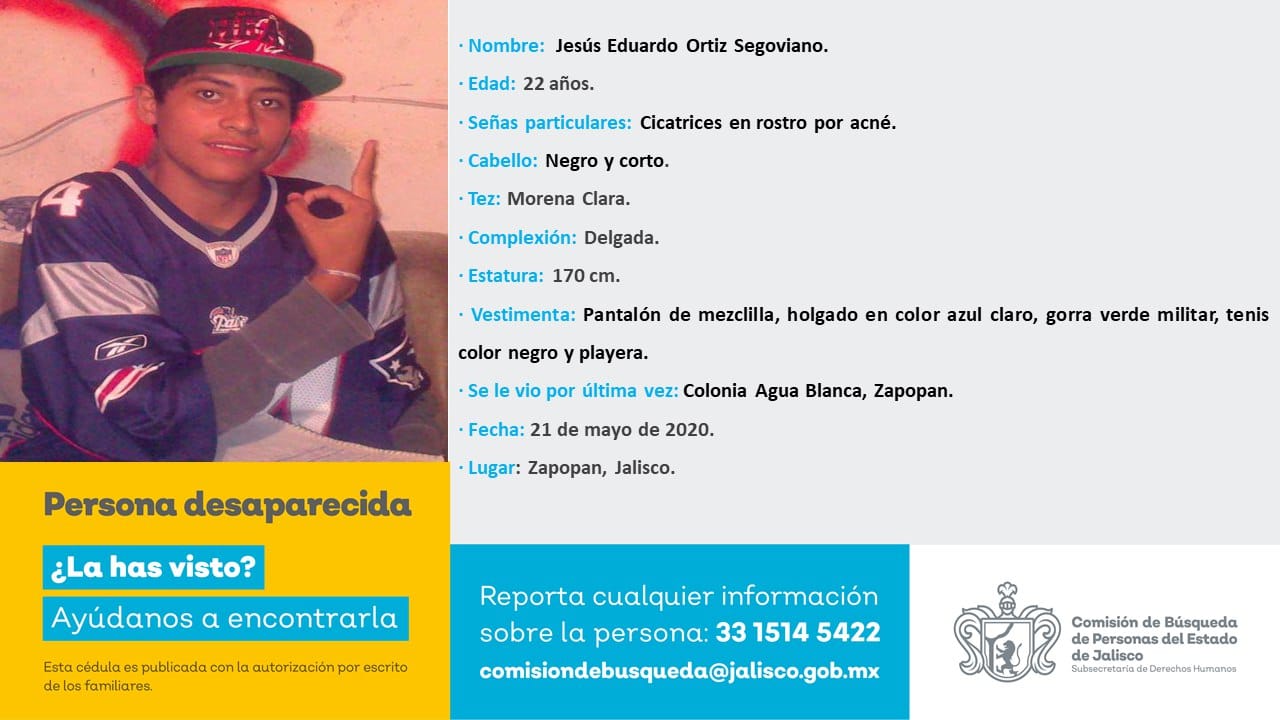 · Nombre: Jesús Eduardo Ortiz Segoviano.
· Edad: 22 años.
· Señas particulares: Cicatrices en rostro por acné.
· Cabello: Negro y corto.
· Tez: Morena Clara.
· Complexión: Delgada.
· Estatura: 170 cm.
· Vestimenta: Pantalón de mezclilla, holgado en color azul claro, gorra verde militar, tenis
color negro y playera.
· Se le vio por última vez: Colonia Agua Blanca, Zapopan.
· Fecha: 21 de mayo de 2020.
· Lugar: Zapopan, Jalisco.
4
NFL
Persona desaparecida
¿La has visto?
Ayúdanos a encontrarla
Esta cédula es publicada con la autorización por escrito
de los familiares.
Reporta cualquier información
sobre la persona: 33 1514 5422
comisiondebusqueda@jalisco.gob.mx
Comisión de Búsqueda
de Personas del Estado
de Jalisco
Subsecretaría de Derechos Humanos